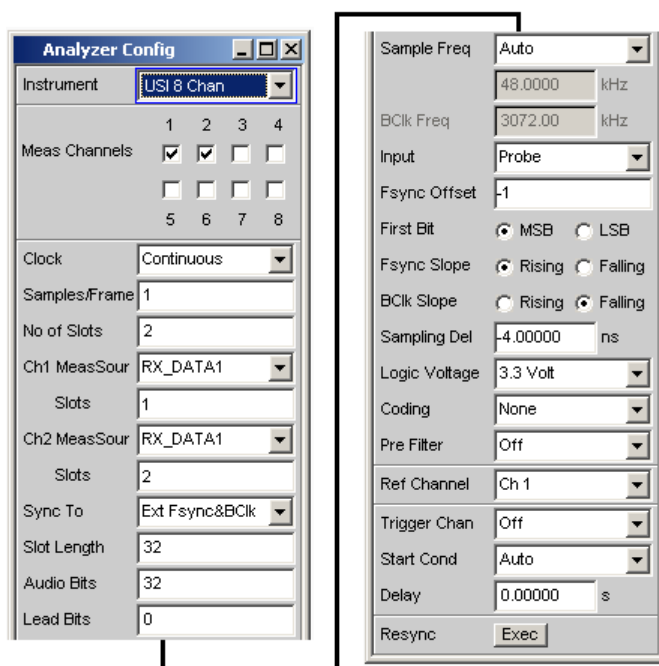 Analyzer Config
Instrument USI 8 Chan
1 2 3 4
Meas Channels
5 6 7 8
Clock Continuous
Samples/Frame 1
No of Slots 2
Ch1 MeasSour RX_DATA1
Slots 1
Ch2 MeasSour RX_DATA1
Slots 2
Sync To Ext Fsync&BClk
Slot Length 32
Audio Bits 32
Lead Bits 0
Sample Freq Auto
48.0000 kHz
BClk Freq 3072.00 kHz
Input Probe
Fsync Offset -1
First Bit MSB LSB
Fsync Slope Rising Falling
BClk Slope Rising Falling
Sampling Del -4.00000 ns
Logic Voltage 3.3 Volt
Coding None
Pre Filter Off
Ref Channel Ch 1
Trigger Chan Off
Start Cond Auto
Delay 0.00000 s
Resync Exec